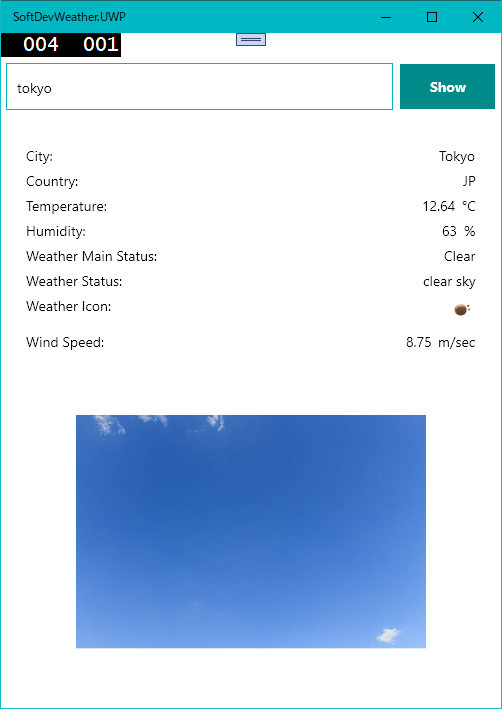 SoftDevWeather.UWP
004 001
tokyo
Show
City: Tokyo
Country: JP
Temperature: 12.64 °C
Humidity: 63 %
Weather Main Status: Clear
Weather Status: clear sky
Weather Icon:
Wind Speed: 8.75 m/sec